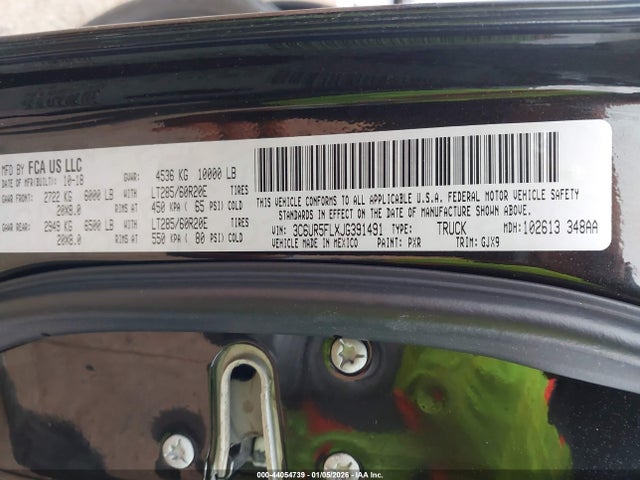 MFD BY FCA US LLC
DATE OF MFR(BUILT): 10-18 GVWR: 4536 KG 10000 LB
GAWR FRONT: 2722 KG 6000 LB WITH LT285/60R20E TIRES
20X8.0 RIMS AT 450 KPA ( 65 PSI) COLD
GAWR REAR: 2949 KG 6500 LB WITH LT285/60R20E TIRES
20X8.0 RIMS AT 550 KPA ( 80 PSI) COLD
THIS VEHICLE CONFORMS TO ALL APPLICABLE U.S.A. FEDERAL MOTOR VEHICLE SAFETY
STANDARDS IN EFFECT ON THE DATE OF MANUFACTURE SHOWN ABOVE.
VIN: 3C6UR5FLXJG391491 TYPE: TRUCK MDH:102613 348AA
VEHICLE MADE IN MEXICO PAINT: PXR TRIM: GJX9
000-44054739 - 01/05/2026 - IAAI, Inc.